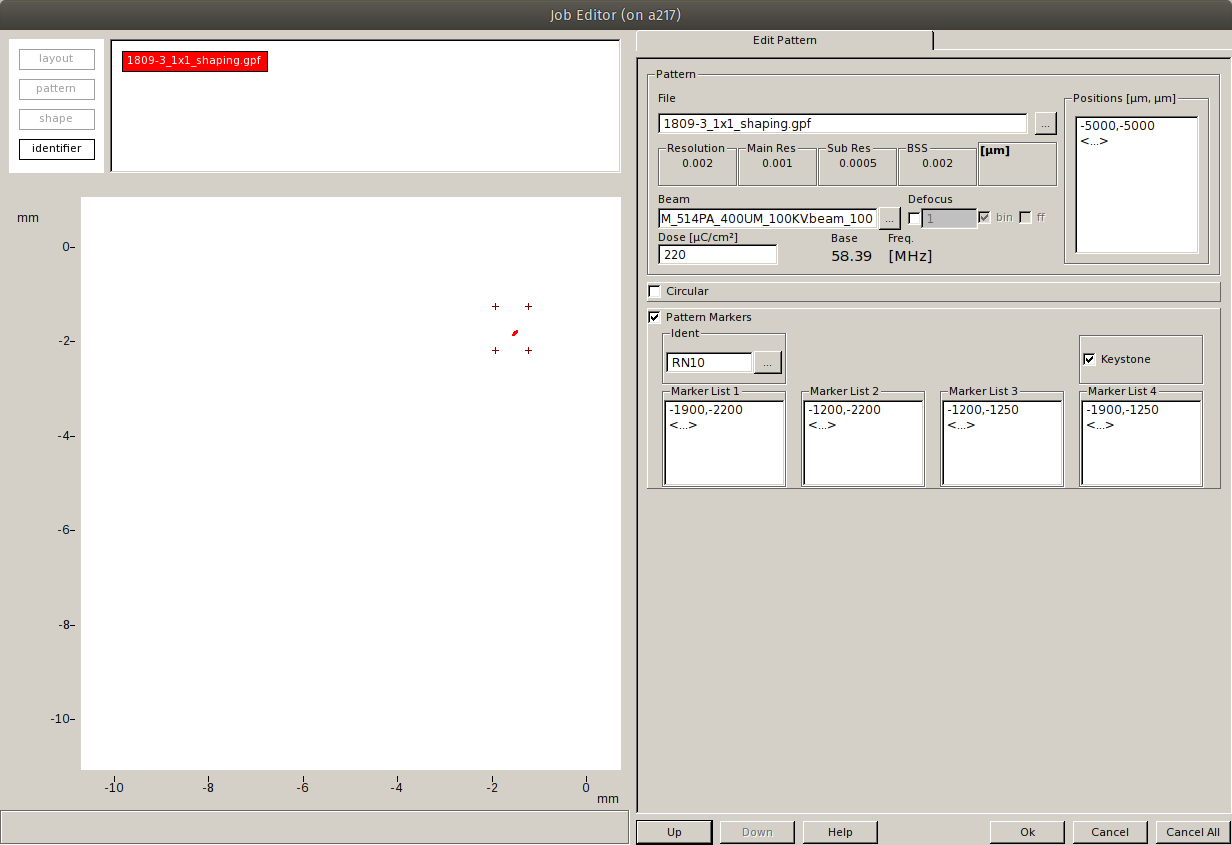 Job Editor (on a217)
layout
pattern
shape
identifier
1809-3_1x1_shaping.gpf
mm
0
-2
-4
-6
-8
-10
-10 -8 -6 -4 -2 0
mm
Edit Pattern
Pattern
File
1809-3_1x1_shaping.gpf ...
Resolution Main Res Sub Res BSS [µm]
0.002 0.001 0.0005 0.002
Beam Defocus
M_514PA_400UM_100KV.beam_100 ... 1 bin ff
Dose [µC/cm²] Base Freq.
220 58.39 [MHz]
Positions [µm, µm]
-5000,-5000
<...>
Circular
Pattern Markers
Ident
RN10 ...
Keystone
Marker List 1 Marker List 2 Marker List 3 Marker List 4
-1900,-2200 -1200,-2200 -1200,-1250 -1900,-1250
<...> <...> <...> <...>
Up Down Help Ok Cancel Cancel All